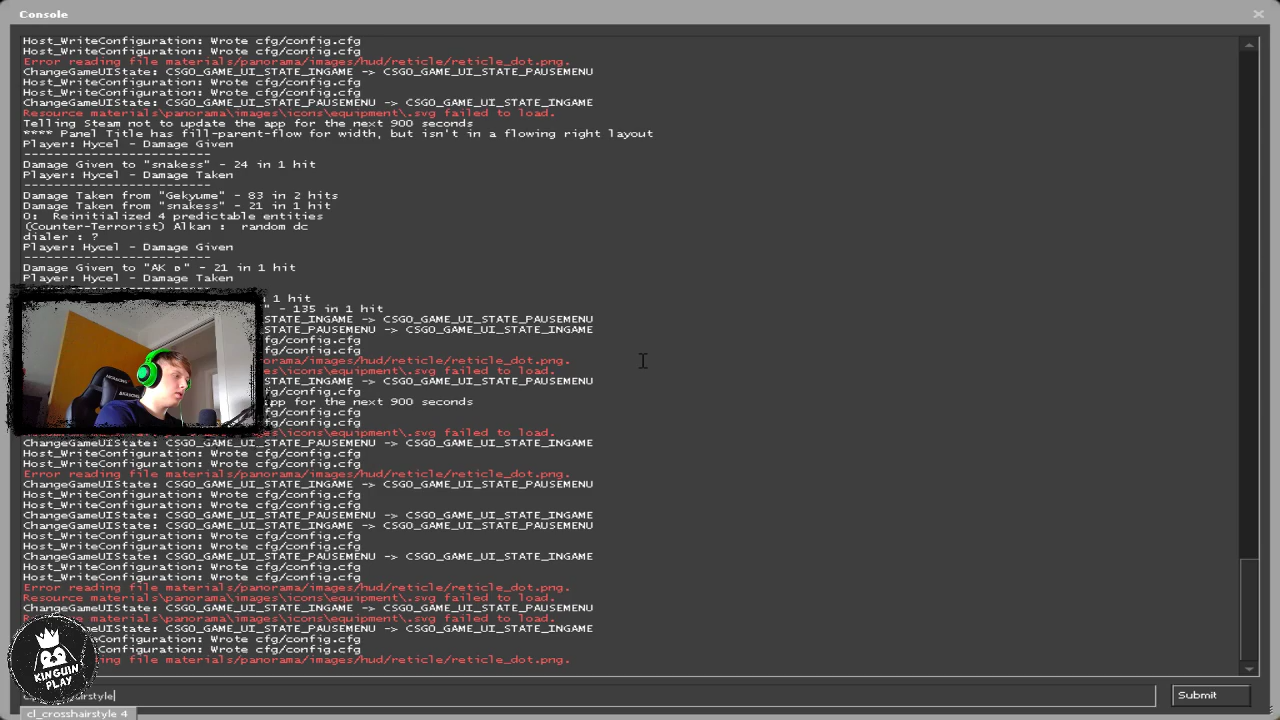 Console
Host_WriteConfiguration: Wrote cfg/config.cfg
Host_WriteConfiguration: Wrote cfg/config.cfg
Error reading file materials/panorama/images/hud/reticle/reticle_dot.png.
ChangeGameUIState: CSGO_GAME_UI_STATE_INGAME -> CSGO_GAME_UI_STATE_PAUSEMENU
Host_WriteConfiguration: Wrote cfg/config.cfg
Host_WriteConfiguration: Wrote cfg/config.cfg
ChangeGameUIState: CSGO_GAME_UI_STATE_PAUSEMENU -> CSGO_GAME_UI_STATE_INGAME
Resource materials\panorama\images\icons\equipment\.svg failed to load.
Telling Steam not to update the app for the next 900 seconds
**** Panel Title has fill-parent-flow for width, but isn't in a flowing right layout
Player: Hycel - Damage Given
-------------------------
Damage Given to "snakess" - 24 in 1 hit
Player: Hycel - Damage Taken
-------------------------
Damage Taken from "Gekyume" - 83 in 2 hits
Damage Taken from "snakess" - 21 in 1 hit
0:  Reinitialized 4 predictable entities
(Counter-Terrorist) Alkan :  random dc
dialer : ?
Player: Hycel - Damage Given
-------------------------
Damage Given to "AK" - 21 in 1 hit
Player: Hycel - Damage Taken
1 hit
" - 135 in 1 hit
STATE_INGAME -> CSGO_GAME_UI_STATE_PAUSEMENU
STATE_INGAME -> CSGO_GAME_UI_STATE_PAUSEMENU
cfg/config.cfg
cfg/config.cfg
orama/images/hud/reticle/reticle_dot.png.
es\icons\equipment\.svg failed to load.
STATE_INGAME -> CSGO_GAME_UI_STATE_PAUSEMENU
cfg/config.cfg
app for the next 900 seconds
cfg/config.cfg
cfg/config.cfg
es\icons\equipment\.svg failed to load.
ChangeGameUIState: CSGO_GAME_UI_STATE_PAUSEMENU -> CSGO_GAME_UI_STATE_INGAME
Host_WriteConfiguration: Wrote cfg/config.cfg
Host_WriteConfiguration: Wrote cfg/config.cfg
Error reading file materials/panorama/images/hud/reticle/reticle_dot.png.
ChangeGameUIState: CSGO_GAME_UI_STATE_INGAME -> CSGO_GAME_UI_STATE_PAUSEMENU
Host_WriteConfiguration: Wrote cfg/config.cfg
Host_WriteConfiguration: Wrote cfg/config.cfg
ChangeGameUIState: CSGO_GAME_UI_STATE_INGAME -> CSGO_GAME_UI_STATE_PAUSEMENU
ChangeGameUIState: CSGO_GAME_UI_STATE_INGAME -> CSGO_GAME_UI_STATE_PAUSEMENU
Host_WriteConfiguration: Wrote cfg/config.cfg
Host_WriteConfiguration: Wrote cfg/config.cfg
ChangeGameUIState: CSGO_GAME_UI_STATE_PAUSEMENU -> CSGO_GAME_UI_STATE_INGAME
Host_WriteConfiguration: Wrote cfg/config.cfg
Host_WriteConfiguration: Wrote cfg/config.cfg
Error reading file materials/panorama/images/hud/reticle/reticle_dot.png.
Resource materials\panorama\images\icons\equipment\.svg failed to load.
ChangeGameUIState: CSGO_GAME_UI_STATE_INGAME -> CSGO_GAME_UI_STATE_PAUSEMENU
materials\panorama\images\icons\equipment\.svg failed to load.
UIState: CSGO_GAME_UI_STATE_PAUSEMENU -> CSGO_GAME_UI_STATE_INGAME
Configuration: Wrote cfg/config.cfg
Configuration: Wrote cfg/config.cfg
ing file materials/panorama/images/hud/reticle/reticle_dot.png.
KINGUIN
PLAY
irstyle
Submit
cl_crosshairstyle 4